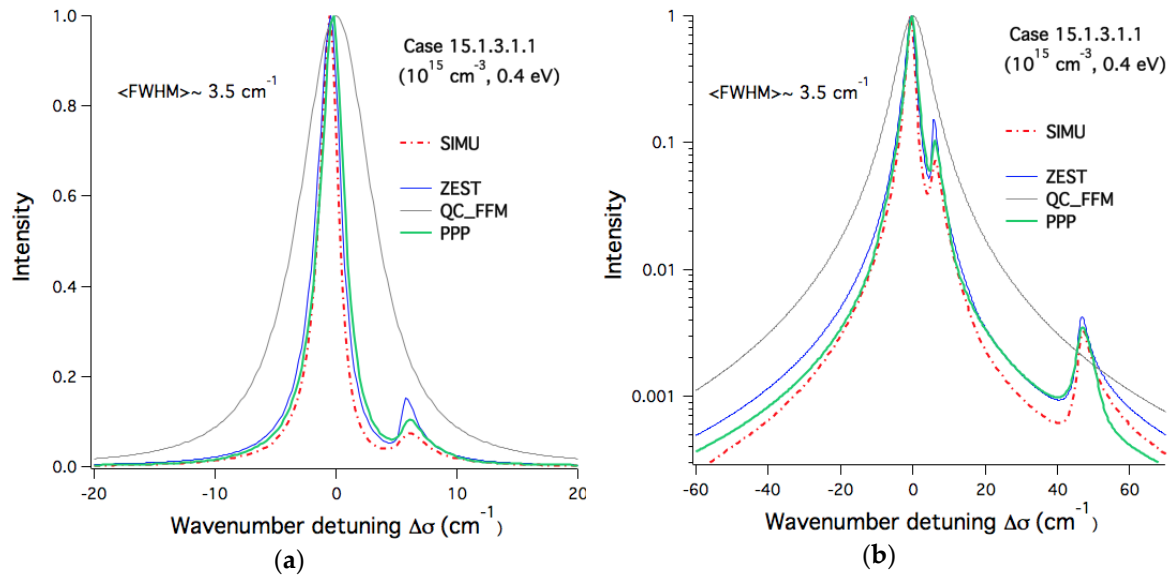 1.0
0.8
0.6
0.4
0.2
0.0
Intensity
-20
-10
0
10
20
Wavenumber detuning Δσ (cm⁻¹)
Case 15.1.3.1.1
(10¹⁵ cm⁻³, 0.4 eV)
<FWHM>~ 3.5 cm⁻¹
SIMU
ZEST
QC_FFM
PPP
(a)
1
0.1
0.01
0.001
Intensity
-60
-40
-20
0
20
40
60
Wavenumber detuning Δσ (cm⁻¹)
Case 15.1.3.1.1
(10¹⁵ cm⁻³, 0.4 eV)
<FWHM>~ 3.5 cm⁻¹
SIMU
ZEST
QC_FFM
PPP
(b)